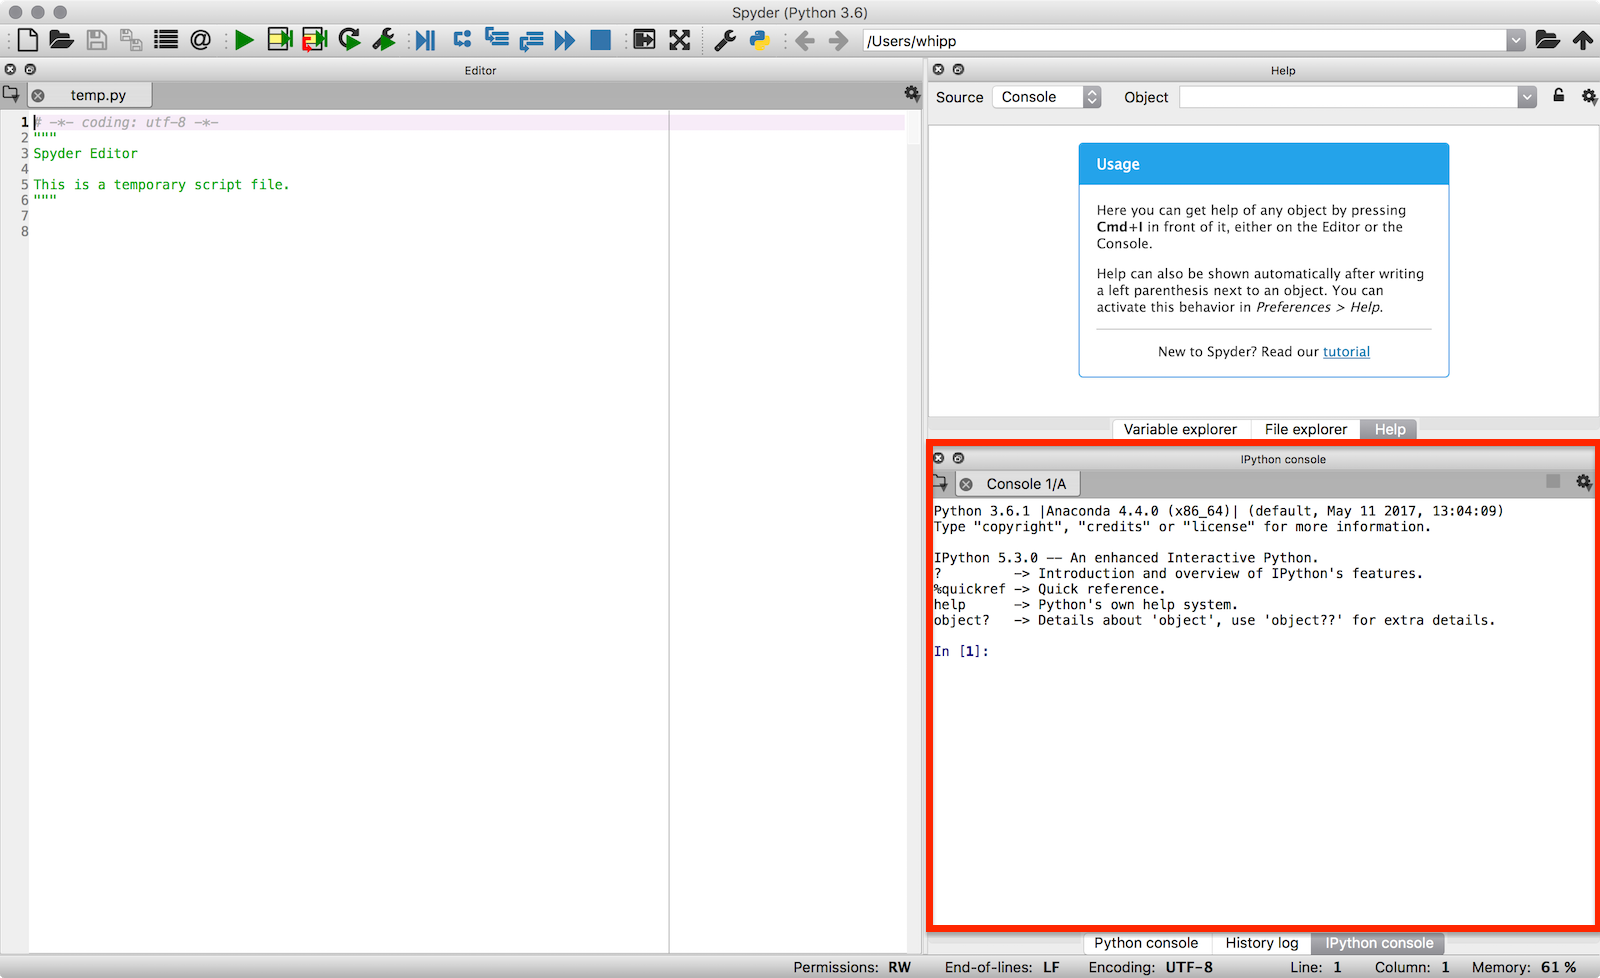 Spyder (Python 3.6)
/Users/whipp
Editor
temp.py
1 # -*- coding: utf-8 -*-
2 """
3 Spyder Editor
4
5 This is a temporary script file.
6 """
7
8
Help
Source Console Object
Usage
Here you can get help of any object by pressing
Cmd+I in front of it, either on the Editor or the
Console.
Help can also be shown automatically after writing
a left parenthesis next to an object. You can
activate this behavior in Preferences > Help.
New to Spyder? Read our tutorial
Variable explorer File explorer Help
IPython console
Console 1/A
Python 3.6.1 |Anaconda 4.4.0 (x86_64)| (default, May 11 2017, 13:04:09)
Type "copyright", "credits" or "license" for more information.
IPython 5.3.0 -- An enhanced Interactive Python.
? -> Introduction and overview of IPython's features.
%quickref -> Quick reference.
help -> Python's own help system.
object? -> Details about 'object', use 'object??' for extra details.
In [1]:
Python console History log IPython console
Permissions: RW End-of-lines: LF Encoding: UTF-8 Line: 1 Column: 1 Memory: 61 %